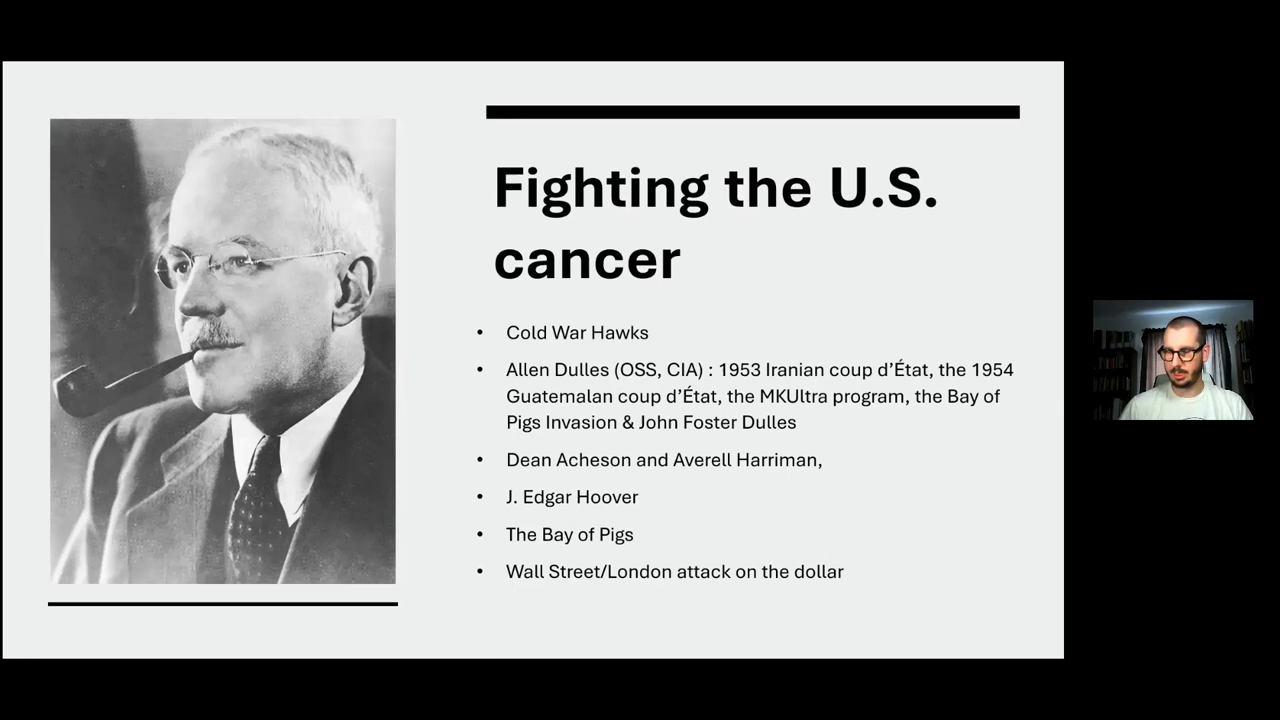 Fighting the U.S.
cancer
• Cold War Hawks
• Allen Dulles (OSS, CIA) : 1953 Iranian coup d’État, the 1954
Guatemalan coup d’État, the MKUltra program, the Bay of
Pigs Invasion & John Foster Dulles
• Dean Acheson and Averell Harriman,
• J. Edgar Hoover
• The Bay of Pigs
• Wall Street/London attack on the dollar